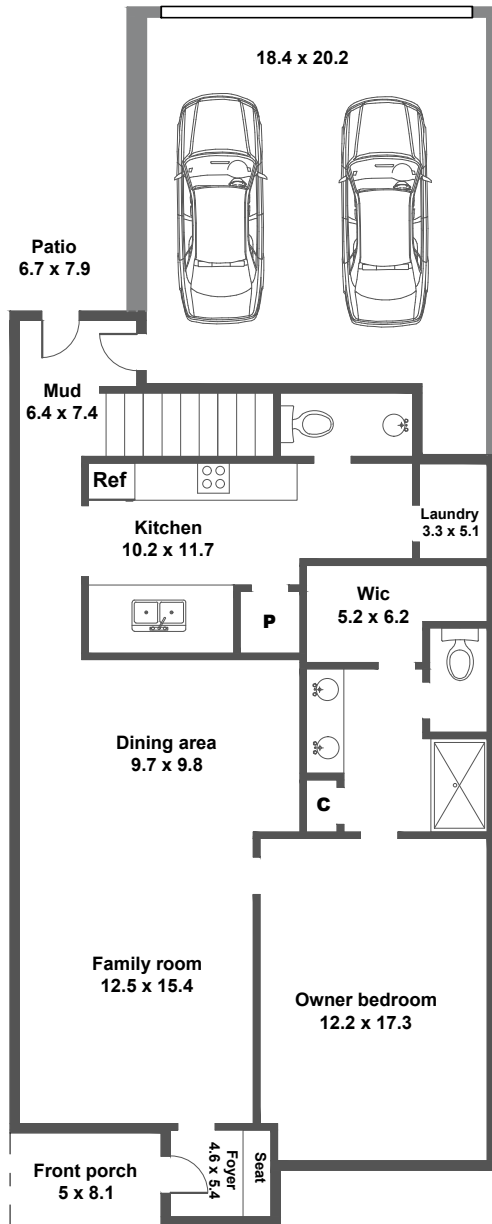 18.4 x 20.2
Patio
6.7 x 7.9
Mud
6.4 x 7.4
Ref
Laundry
3.3 x 5.1
Kitchen
10.2 x 11.7
Wic
5.2 x 6.2
P
Dining area
9.7 x 9.8
C
Family room
12.5 x 15.4
Owner bedroom
12.2 x 17.3
Front porch
5 x 8.1
Foyer
4.6 x 5.4
Seat